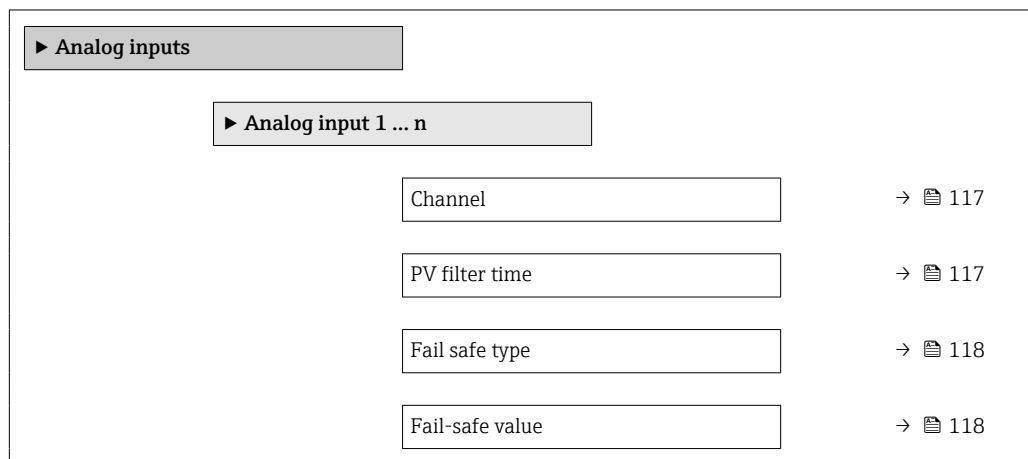 ▶ Analog inputs
▶ Analog input 1 … n
Channel → 117
PV filter time → 117
Fail safe type → 118
Fail-safe value → 118